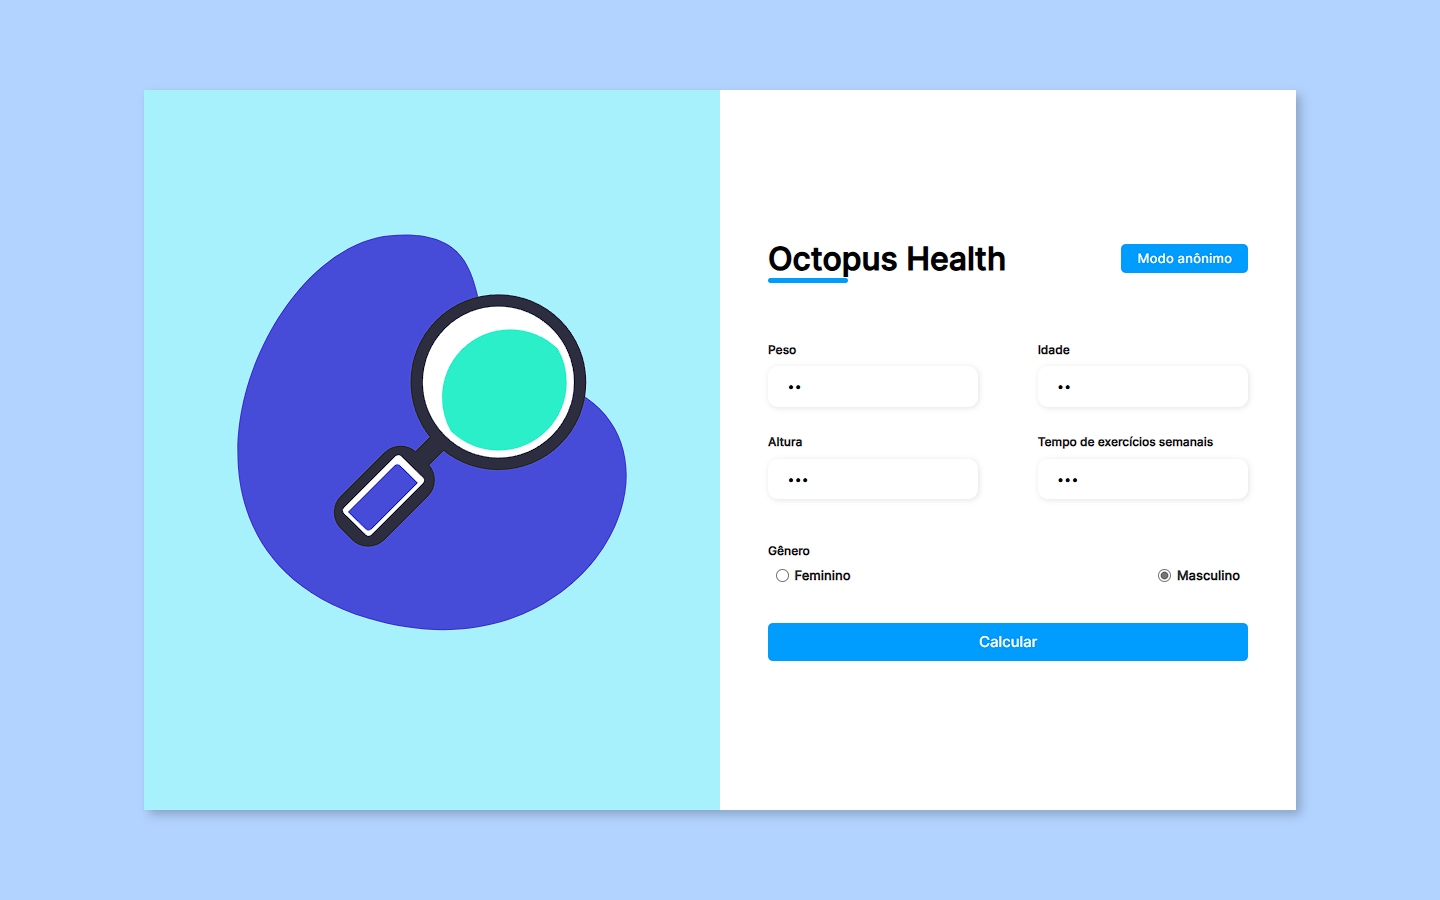 Octopus Health
Modo anônimo
Peso
Idade
••
••
Altura
Tempo de exercícios semanais
•••
•••
Gênero
Feminino
Masculino
Calcular